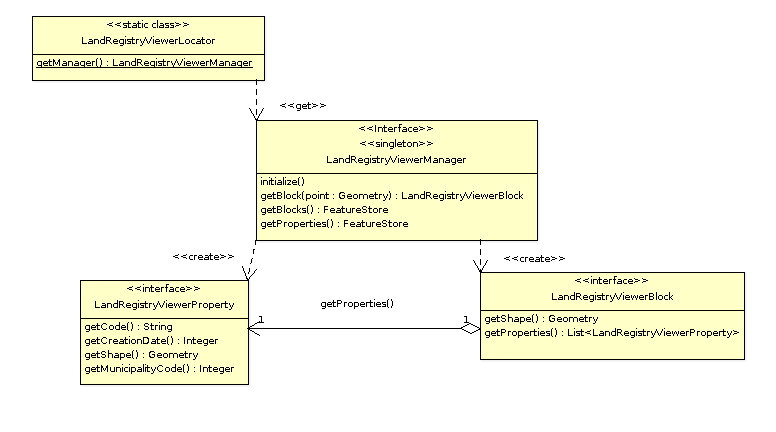 <<static class>>
LandRegistryViewerLocator
getManager() : LandRegistryViewerManager
<<get>>
<<Interface>>
<<singleton>>
LandRegistryViewerManager
initialize()
getBlock(point : Geometry) : LandRegistryViewerBlock
getBlocks() : FeatureStore
getProperties() : FeatureStore
<<create>>
<<create>>
<<interface>>
LandRegistryViewerProperty
getCode() : String
getCreationDate() : Integer
getShape() : Geometry
getMunicipalityCode() : Integer
getProperties()
1
1
<<interface>>
LandRegistryViewerBlock
getShape() : Geometry
getProperties() : List<LandRegistryViewerProperty>